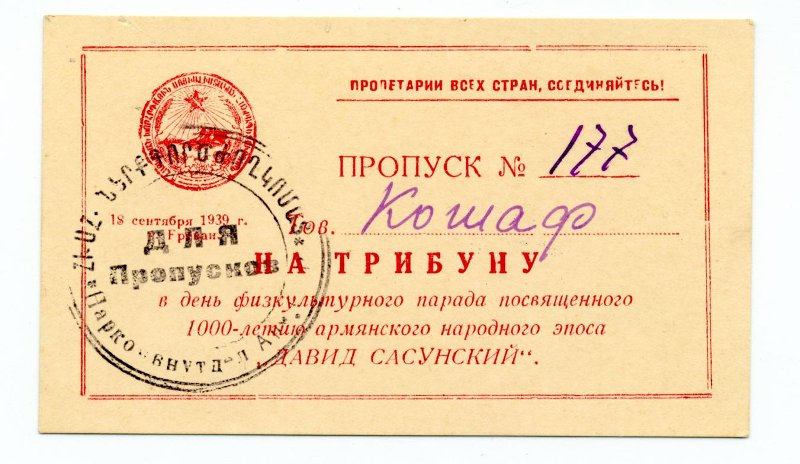 ПРОЛЕТАРИИ ВСЕХ СТРАН, СОЕДИНЯЙТЕСЬ!
ПРОПУСК № 177
18 сентября 1939 г.
Ереван.
Тов. Кошаф
НА ТРИБУНУ
в день физкультурного парада посвященного
1000-летию армянского народного эпоса
„ДАВИД САСУНСКИЙ“.
ДЛЯ
Пропусков